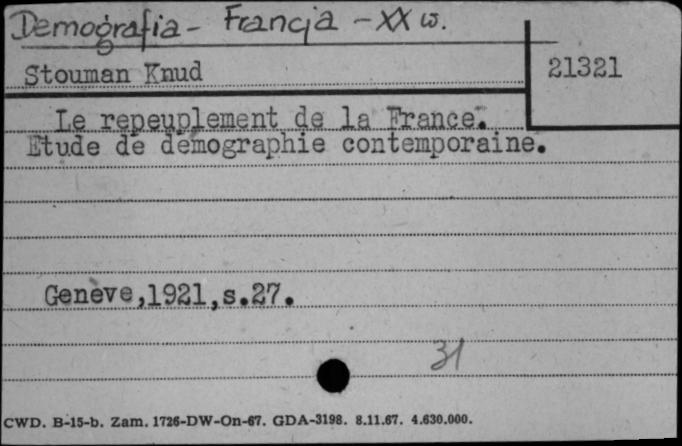 Demografia - Francja - XX w.
Stouman Knud
21321
Le repeuplement de la France.
Etude de démographie contemporaine.
Genève,1921,s.27.
31
CWD. B-15-b. Zam. 1726-DW-On-67. GDA-3198. 8.11.67. 4.630.000.